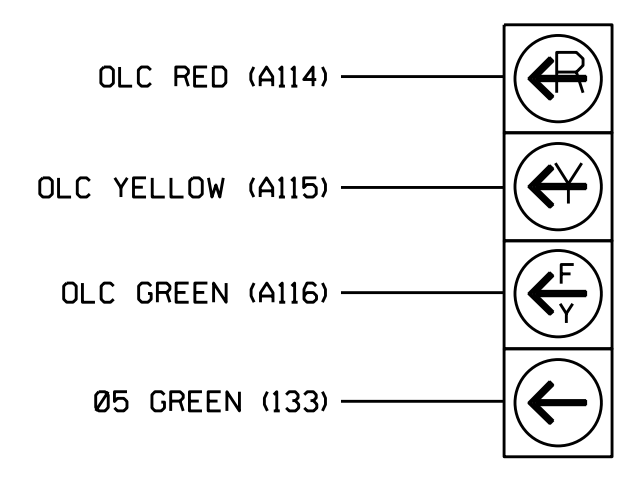 OLC RED (A114)
R
OLC YELLOW (A115)
Y
OLC GREEN (A116)
F
Y
Ø5 GREEN (133)